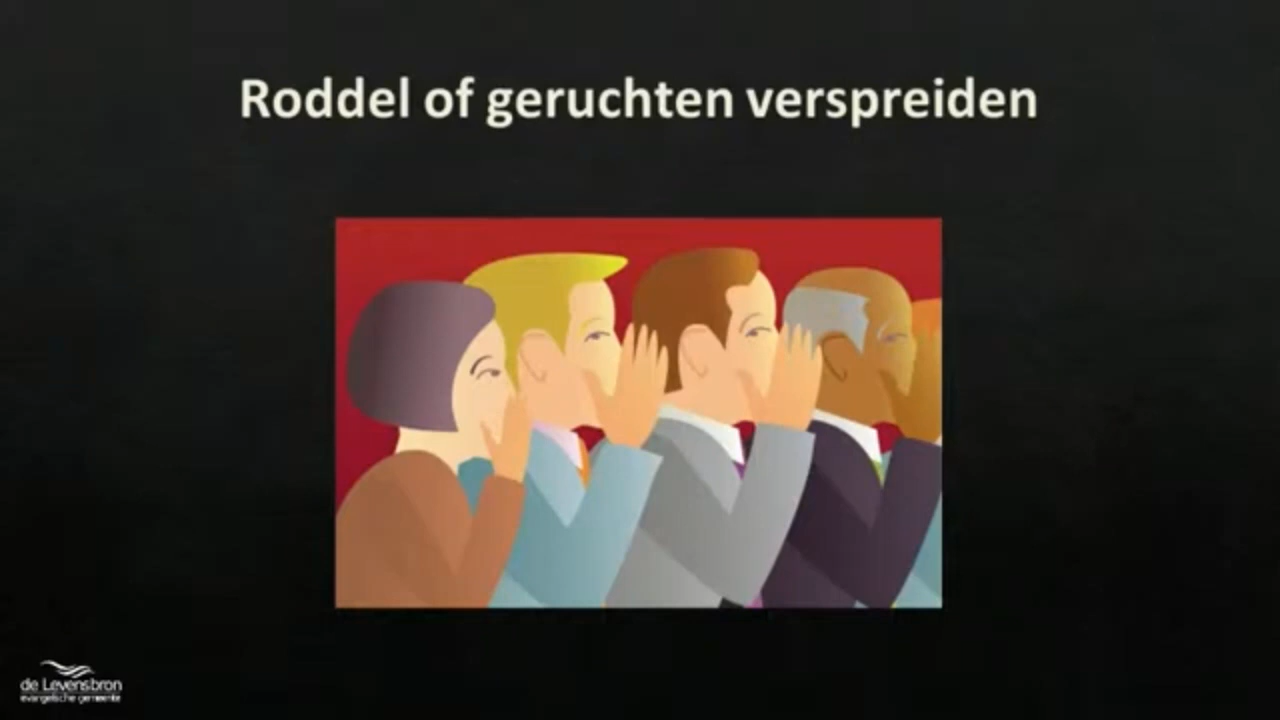 Roddel of geruchten verspreiden
de Levensbron
evangelische gemeente